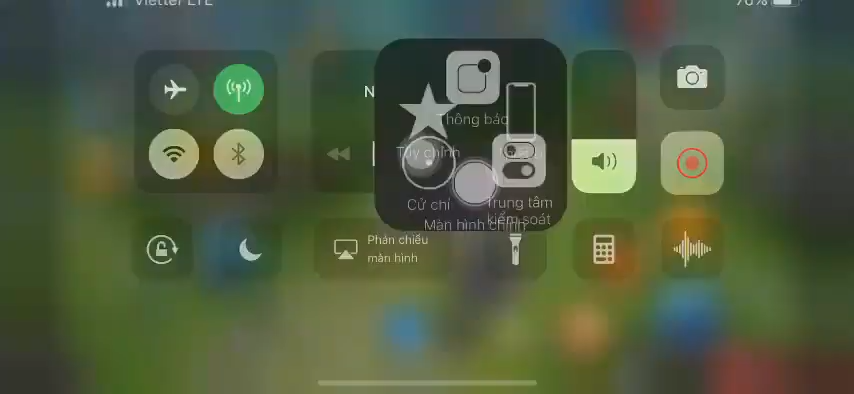 Viettel LTE
76%
N
Thông báo
Tùy chỉnh
Cử chỉ
Trung tâm
kiểm soát
Màn hình chính
Phản chiếu
màn hình